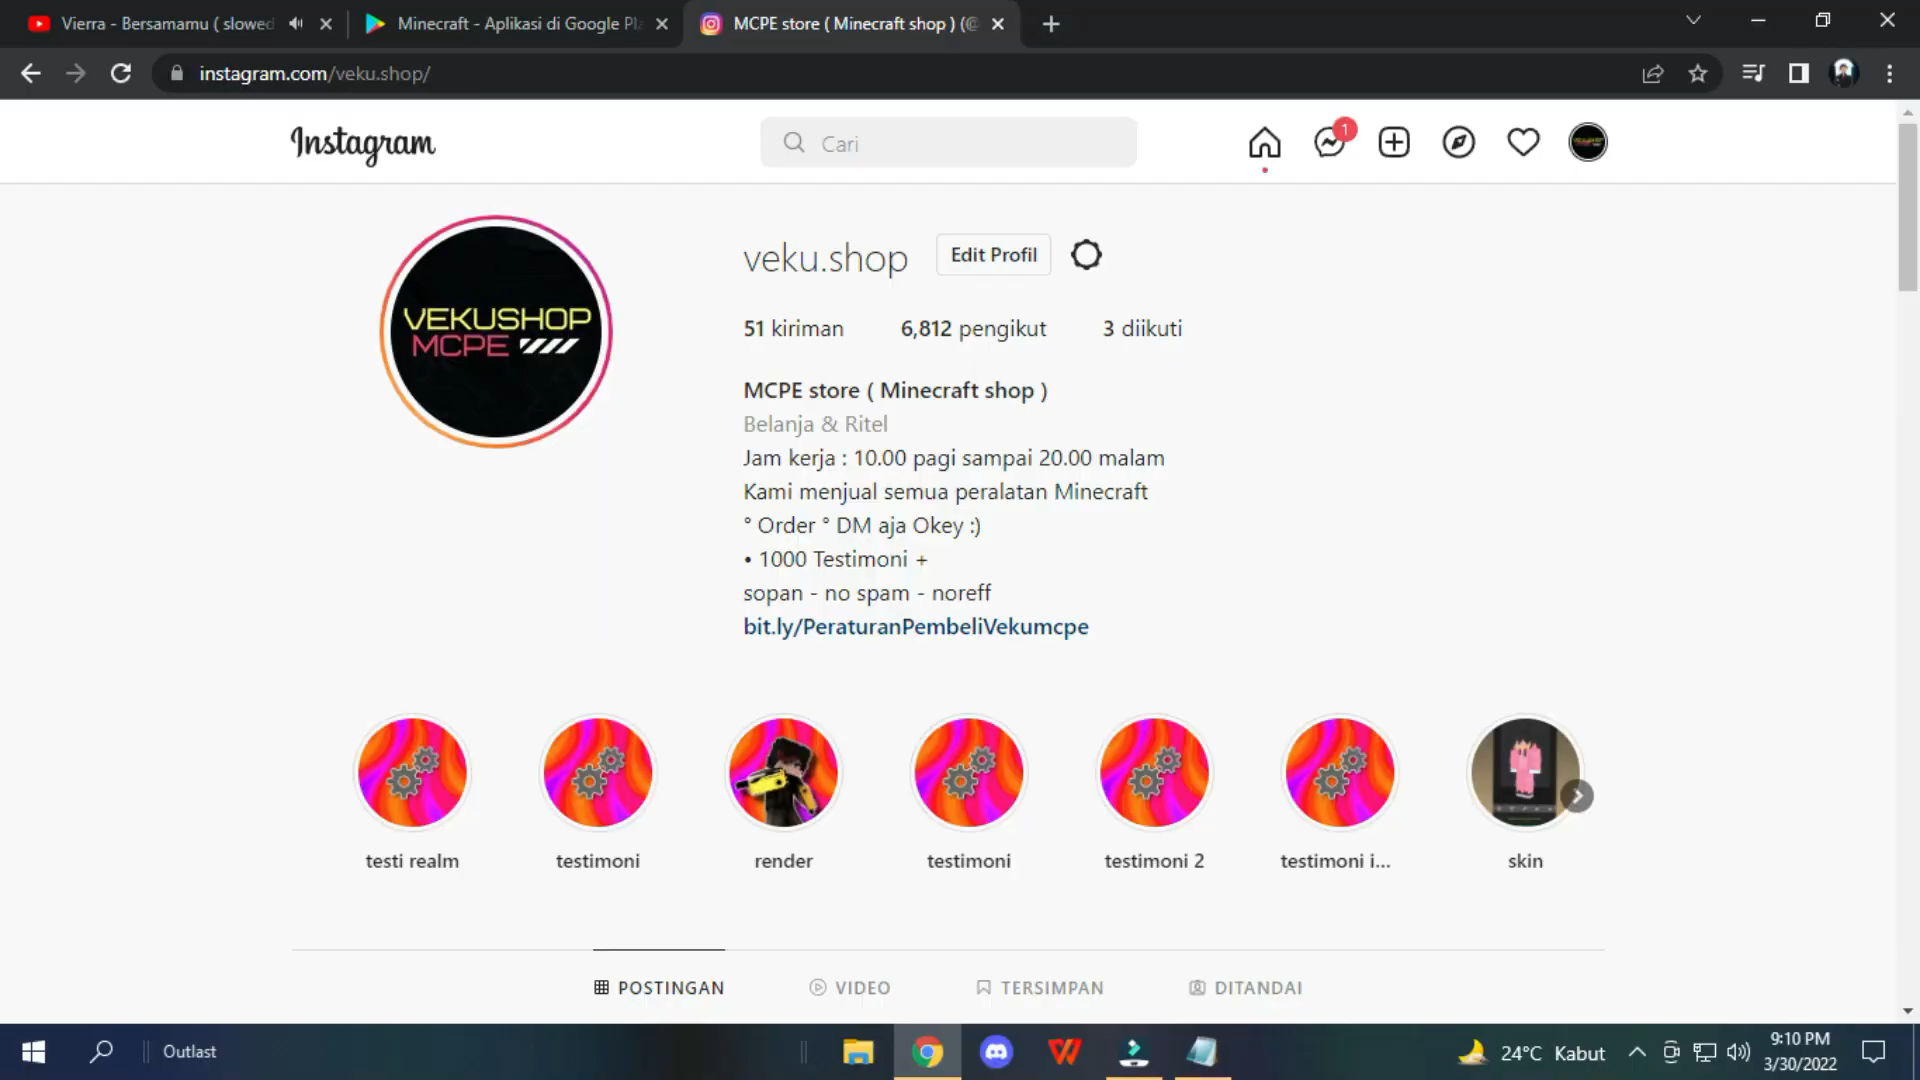 Vierra - Bersamamu ( slowed
Minecraft - Aplikasi di Google Pl
MCPE store ( Minecraft shop ) (@
instagram.com/veku.shop/
Instagram
Cari
1
VEKUSHOP
MCPE
veku.shop
Edit Profil
51 kiriman 6,812 pengikut 3 diikuti
MCPE store ( Minecraft shop )
Belanja & Ritel
Jam kerja : 10.00 pagi sampai 20.00 malam
Kami menjual semua peralatan Minecraft
° Order ° DM aja Okey :)
• 1000 Testimoni +
sopan - no spam - noreff
bit.ly/PeraturanPembeliVekumcpe
testi realm testimoni render testimoni testimoni 2 testimoni i... skin
POSTINGAN VIDEO TERSIMPAN DITANDAI
Outlast
24°C Kabut
9:10 PM
3/30/2022